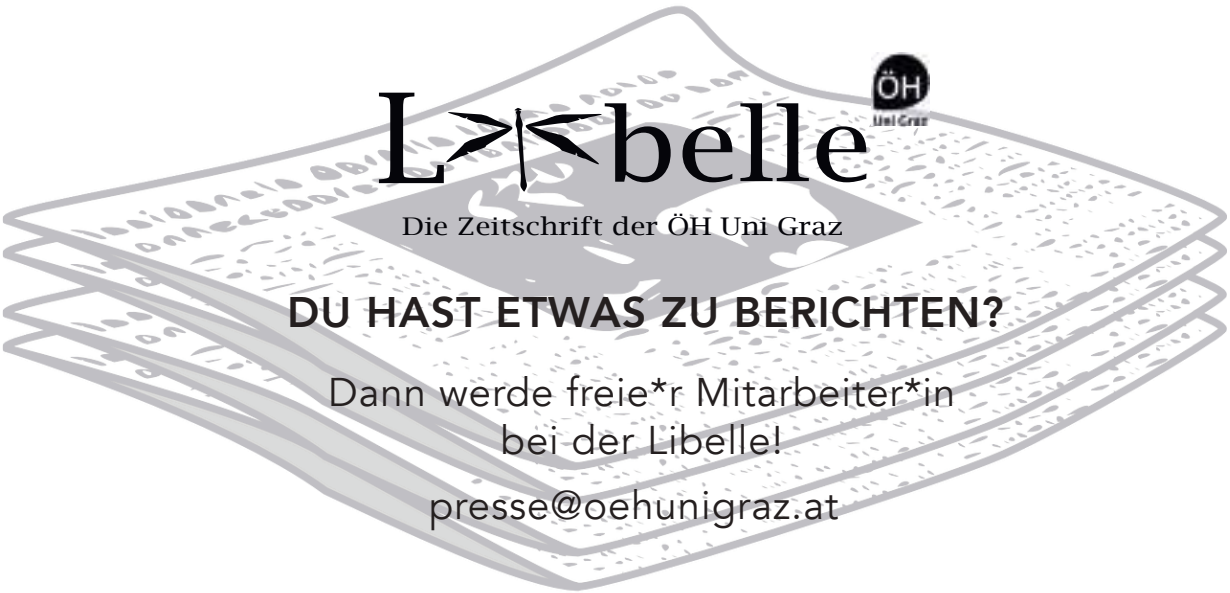 ÖH
Uni Graz
Libelle
Die Zeitschrift der ÖH Uni Graz
DU HAST ETWAS ZU BERICHTEN?
Dann werde freie*r Mitarbeiter*in
bei der Libelle!
presse@oehunigraz.at